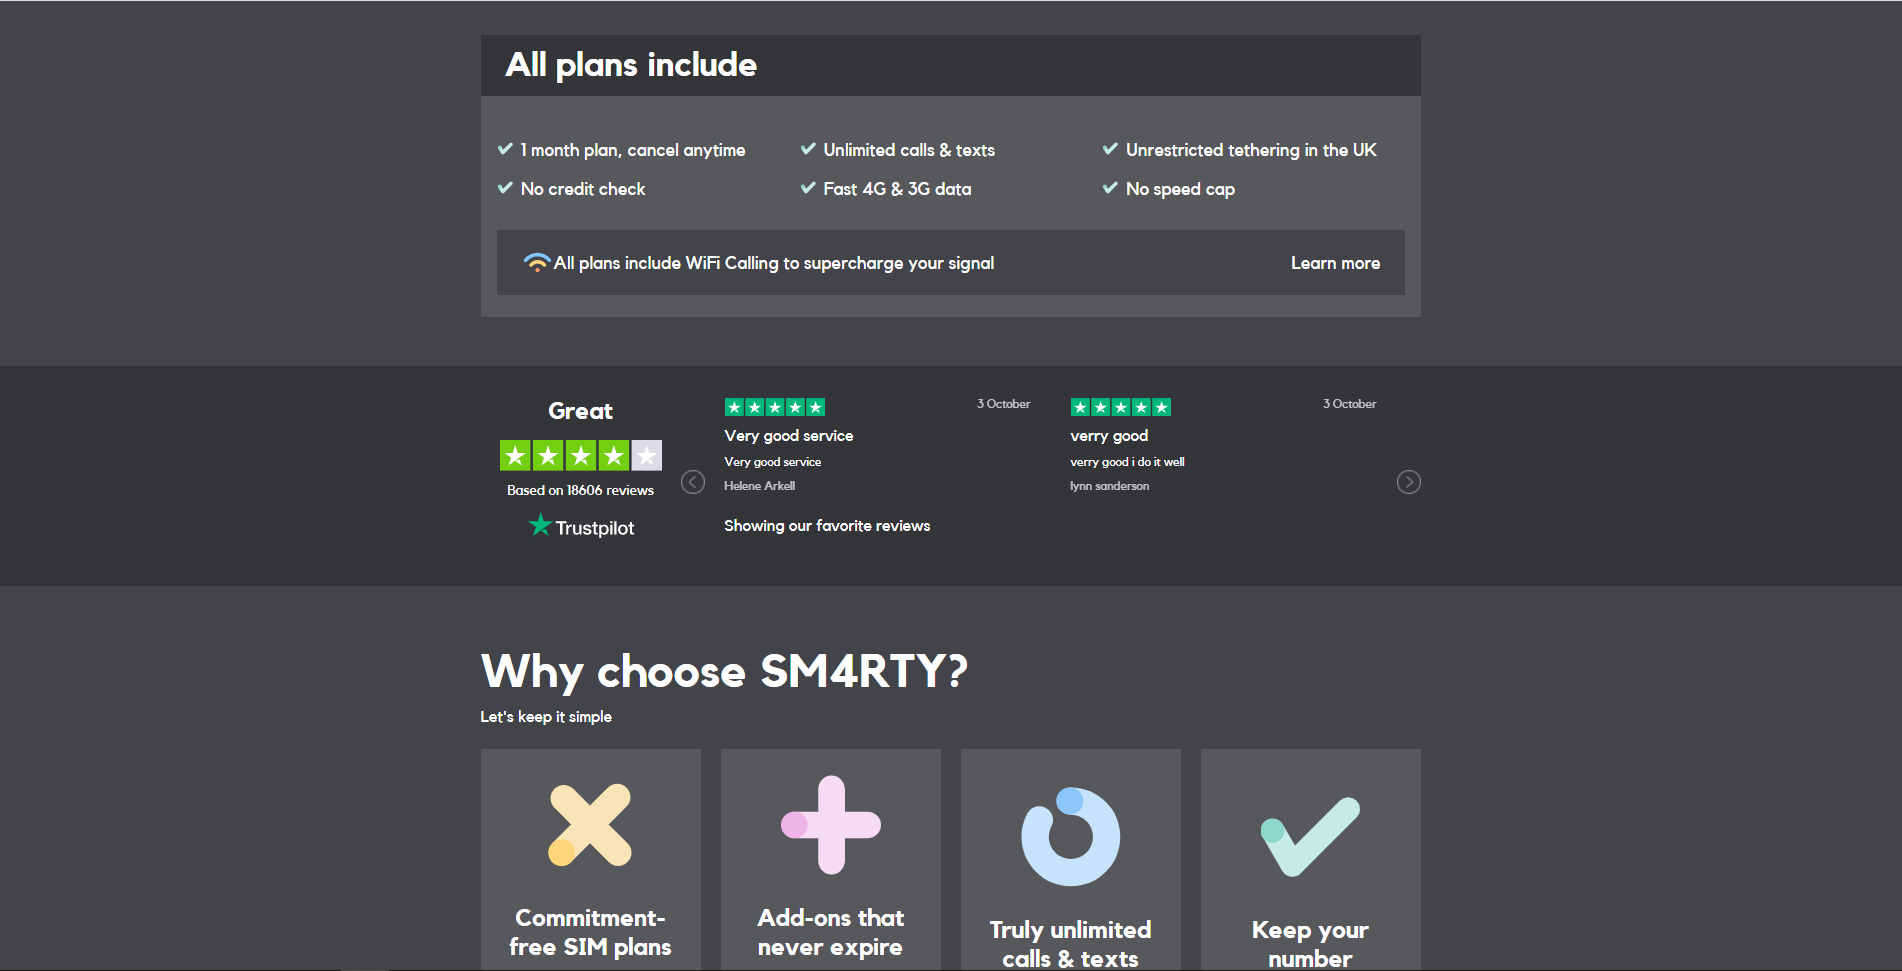 All plans include
1 month plan, cancel anytime
Unlimited calls & texts
Unrestricted tethering in the UK
No credit check
Fast 4G & 3G data
No speed cap
All plans include WiFi Calling to supercharge your signal
Learn more
Great
Based on 18606 reviews
Trustpilot
3 October
Very good service
Very good service
Helene Arkell
3 October
verry good
verry good i do it well
lynn sanderson
Showing our favorite reviews
Why choose SM4RTY?
Let's keep it simple
Commitment-
free SIM plans
Add-ons that
never expire
Truly unlimited
calls & texts
Keep your
number